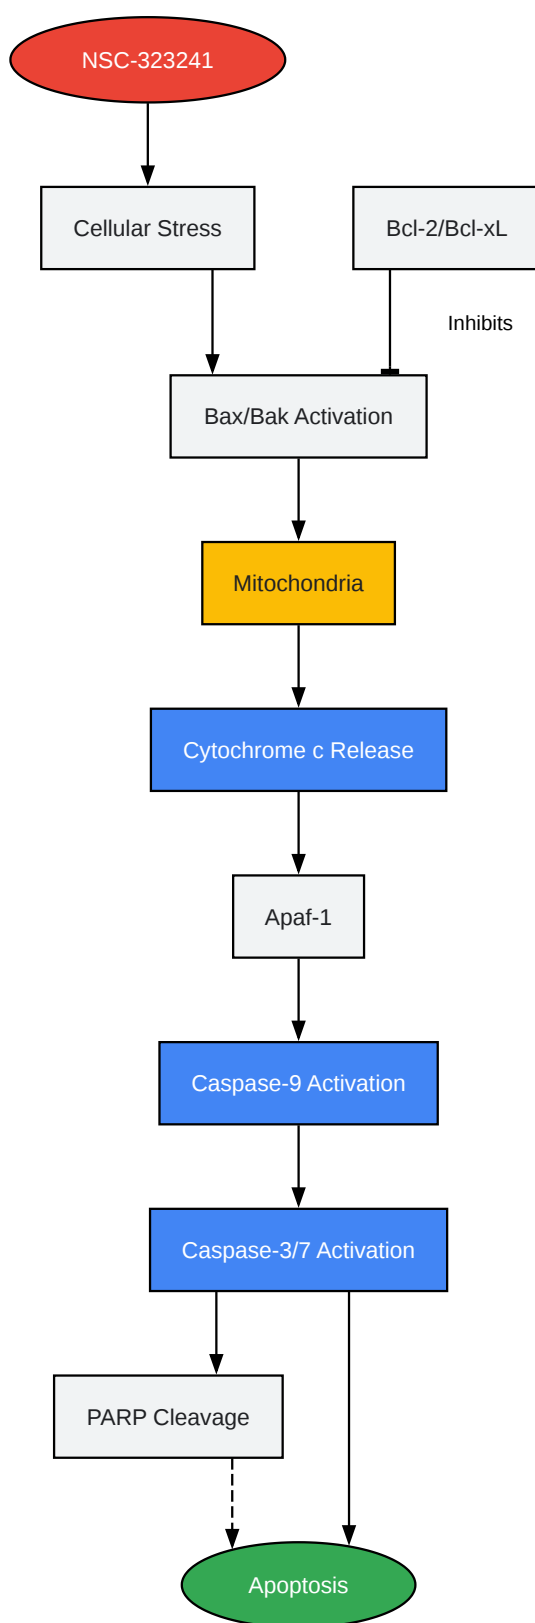 NSC-323241
Cellular Stress
Bcl-2/Bcl-xL
Inhibits
Bax/Bak Activation
Mitochondria
Cytochrome c Release
Apaf-1
Caspase-9 Activation
Caspase-3/7 Activation
PARP Cleavage
Apoptosis